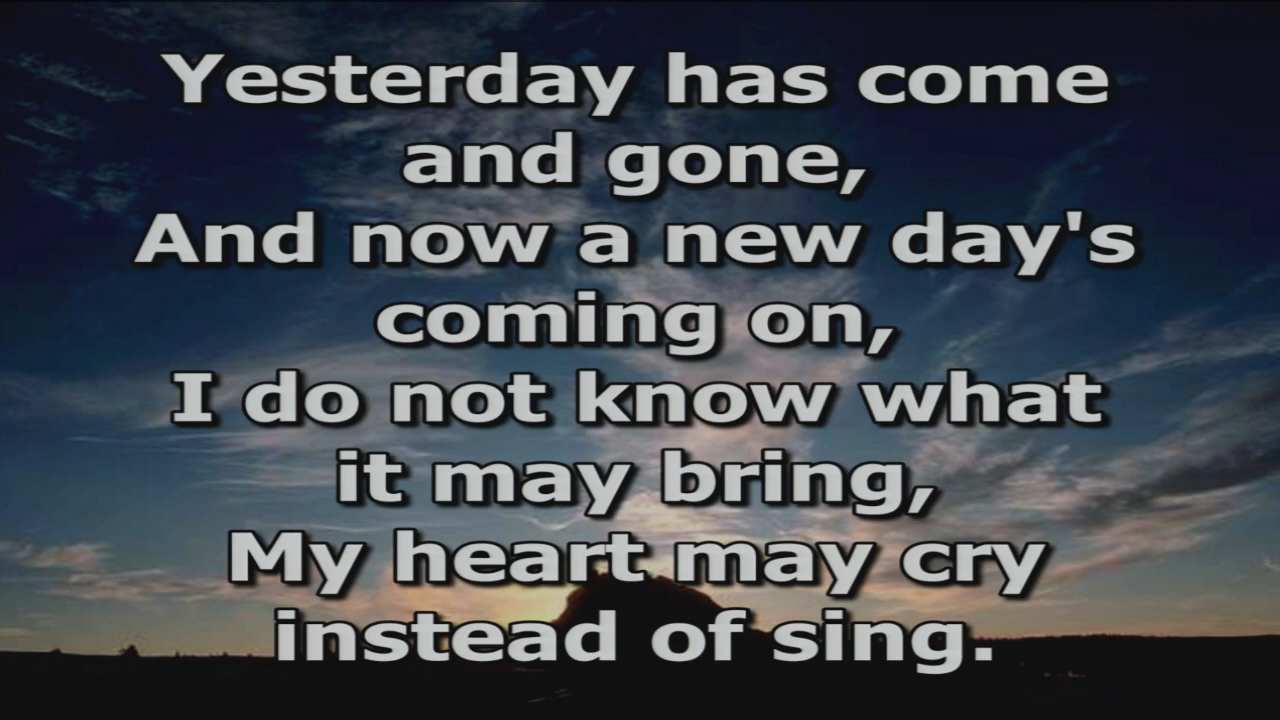 Yesterday has come
and gone,
And now a new day's
coming on,
I do not know what
it may bring,
My heart may cry
instead of sing.